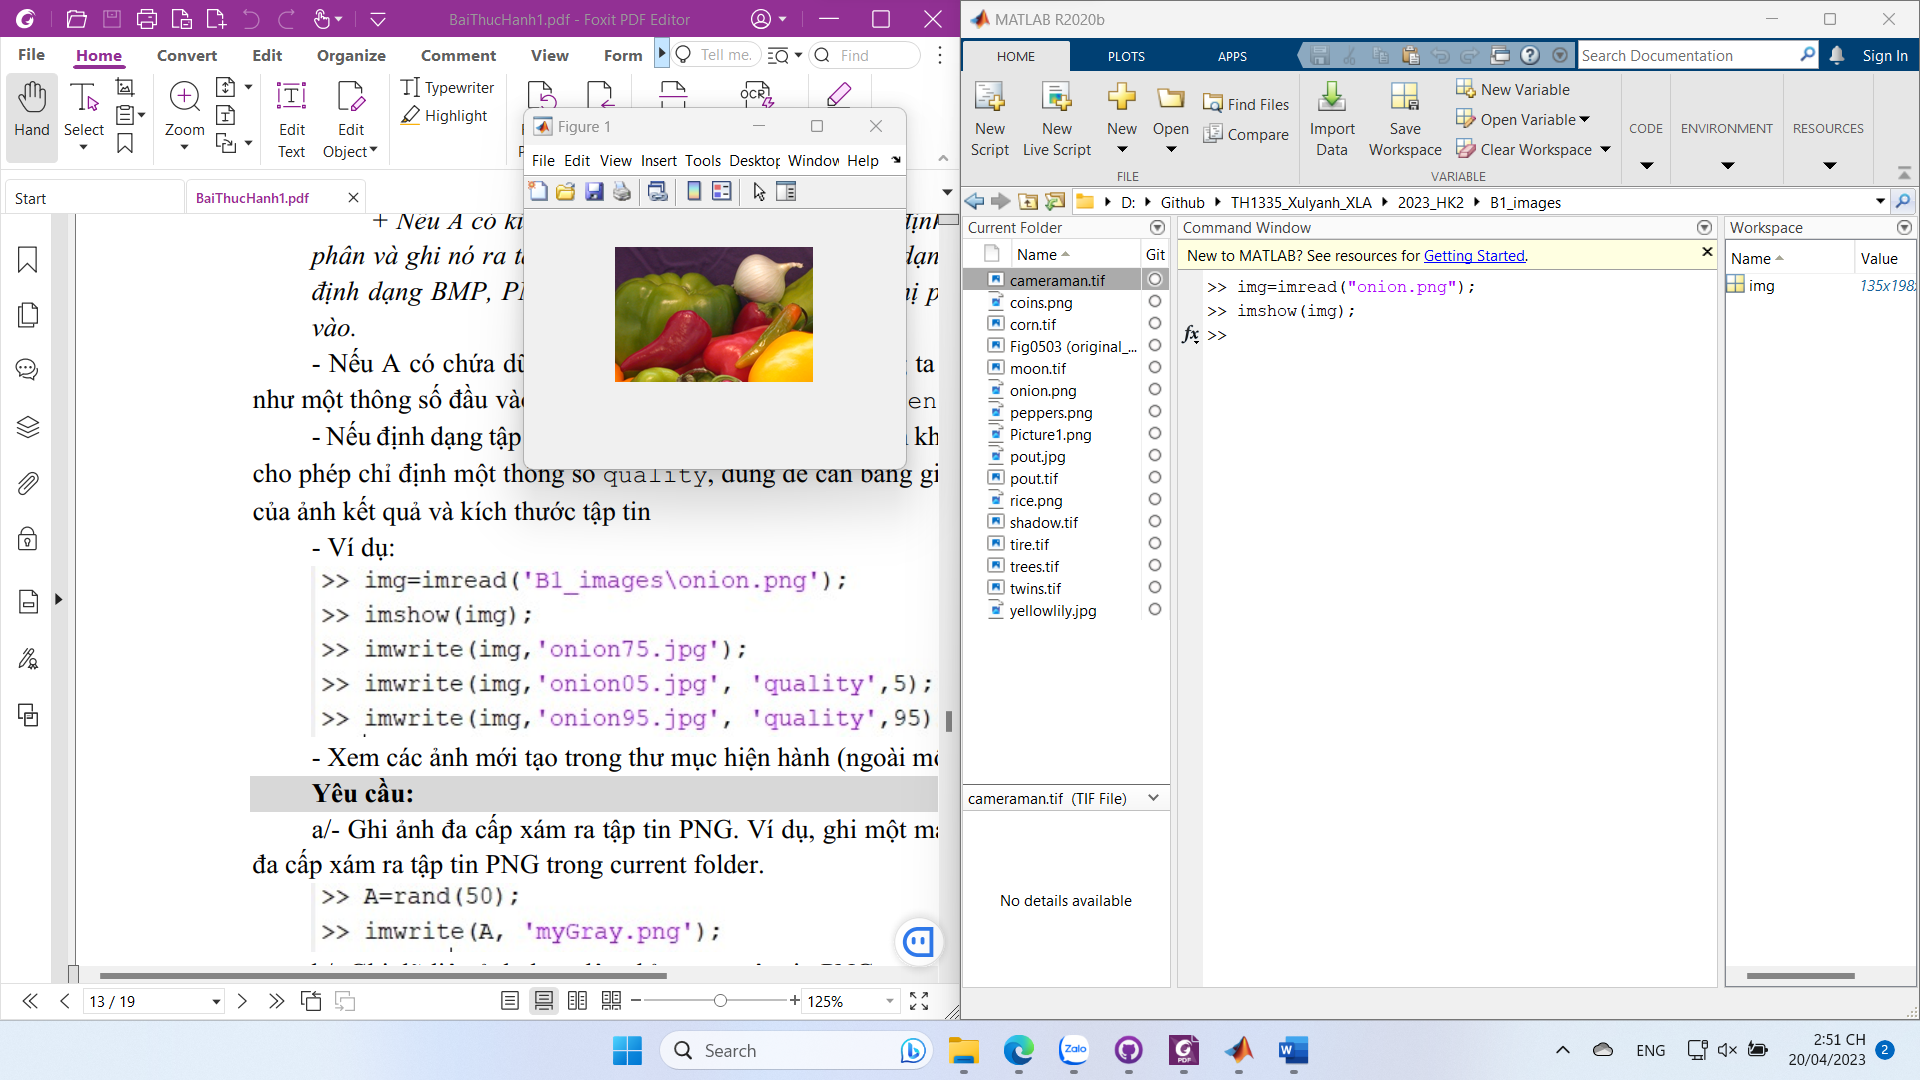 BaiThucHanh1.pdf - Foxit PDF Editor
File Home Convert Edit Organize Comment View Form Tell me. Find
Hand
Select
Zoom
Edit Text
Edit Object
Typewriter
Highlight
OCR
Start
BaiThucHanh1.pdf
+ Nếu A có
phân và ghi nó ra
định dạng BMP,
vào.
- Nếu A có chứa
ta
như một thông số đầu
en
- Nếu định dạng tập
cho phép chỉ định một thông số quality, dùng để cân bằng
của ảnh kết quả và kích thước tập tin
- Ví dụ:
>> img=imread('B1_images\onion.png');
>> imshow(img);
>> imwrite(img,'onion75.jpg');
>> imwrite(img,'onion05.jpg', 'quality',5);
>> imwrite(img,'onion95.jpg', 'quality',95)
- Xem các ảnh mới tạo trong thư mục hiện hành (ngoài
Yêu cầu:
a/- Ghi ảnh đa cấp xám ra tập tin PNG. Ví dụ, ghi một
đa cấp xám ra tập tin PNG trong current folder.
>> A=rand(50);
>> imwrite(A, 'myGray.png');
13 / 19
125%
Figure 1
File Edit View Insert Tools Desktop Window Help
MATLAB R2020b
HOME PLOTS APPS
Search Documentation
Sign In
New Script
New Live Script
New
Open
Find Files
Compare
Import Data
Save Workspace
New Variable
Open Variable
Clear Workspace
CODE
ENVIRONMENT
RESOURCES
FILE
VARIABLE
D: Github TH1335_Xulyanh_XLA 2023_HK2 B1_images
Current Folder
Name Git
cameraman.tif
coins.png
corn.tif
Fig0503 (original_...
moon.tif
onion.png
peppers.png
Picture1.png
pout.jpg
pout.tif
rice.png
shadow.tif
tire.tif
trees.tif
twins.tif
yellowlily.jpg
cameraman.tif (TIF File)
No details available
Command Window
New to MATLAB? See resources for Getting Started.
>> img=imread("onion.png");
>> imshow(img);
fx >>
Workspace
Name Value
img 135x198
Search
Zalo
PDF
ENG
2:51 CH
20/04/2023
2